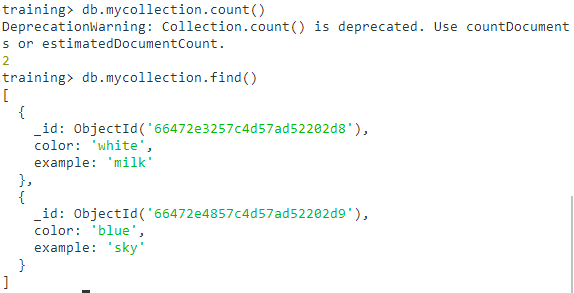 training> db.mycollection.count()
DeprecationWarning: Collection.count() is deprecated. Use countDocument
s or estimatedDocumentCount.
2
training> db.mycollection.find()
[
  {
    _id: ObjectId('66472e3257c4d57ad52202d8'),
    color: 'white',
    example: 'milk'
  },
  {
    _id: ObjectId('66472e4857c4d57ad52202d9'),
    color: 'blue',
    example: 'sky'
  }
]